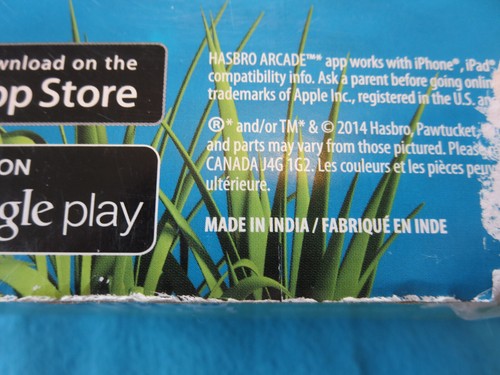 wnload on the
pp Store
ON
gle play
HASBRO ARCADE™* app works with iPhone®, iPad®
compatibility info. Ask a parent before going onlin
trademarks of Apple Inc., registered in the U.S. an
®* and/or TM* & © 2014 Hasbro, Pawtucket,
and parts may vary from those pictured. Pleas
CANADA J4G 1G2. Les couleurs et les pièces peuv
ultérieure.
MADE IN INDIA / FABRIQUÉ EN INDE